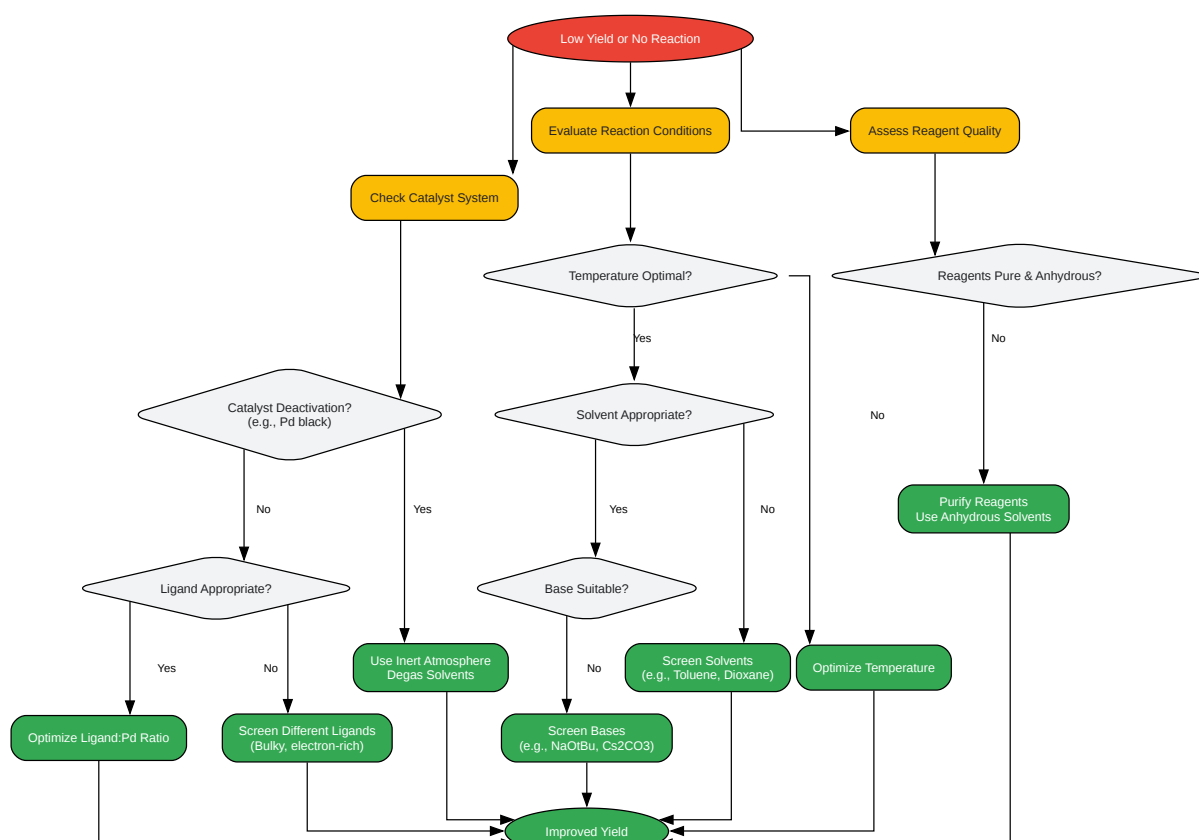 Low Yield or No Reaction
Evaluate Reaction Conditions
Assess Reagent Quality
Check Catalyst System
Temperature Optimal?
Reagents Pure & Anhydrous?
Yes
No
Catalyst Deactivation?
(e.g., Pd black)
Solvent Appropriate?
No
No
Yes
Yes
No
Purify Reagents
Use Anhydrous Solvents
Ligand Appropriate?
Base Suitable?
Yes
No
Use Inert Atmosphere
Degas Solvents
No
Screen Solvents
(e.g., Toluene, Dioxane)
Optimize Temperature
Optimize Ligand:Pd Ratio
Screen Different Ligands
(Bulky, electron-rich)
Screen Bases
(e.g., NaOtBu, Cs2CO3)
Improved Yield